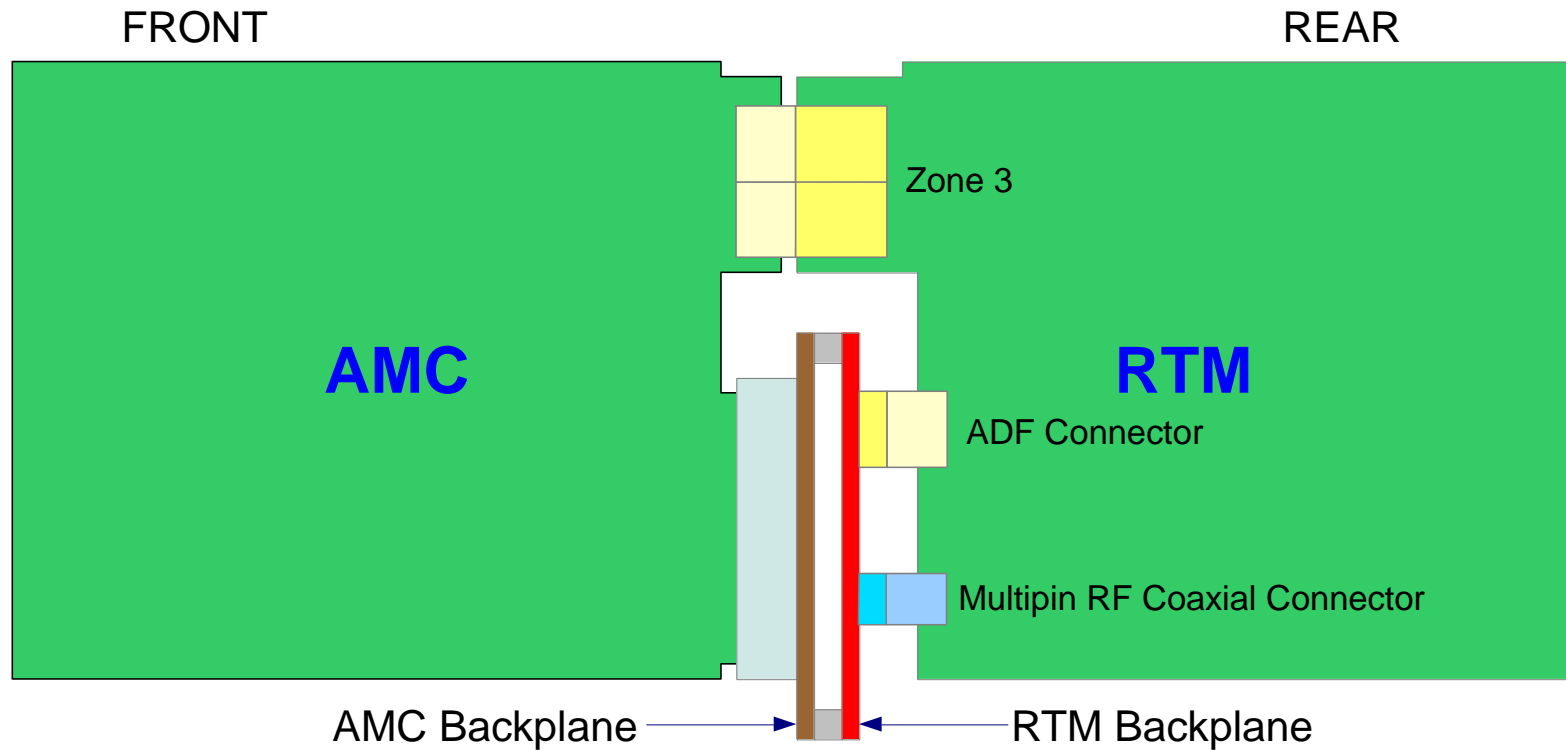 FRONT
REAR
Zone 3
AMC
RTM
ADF Connector
Multipin RF Coaxial Connector
AMC Backplane
RTM Backplane